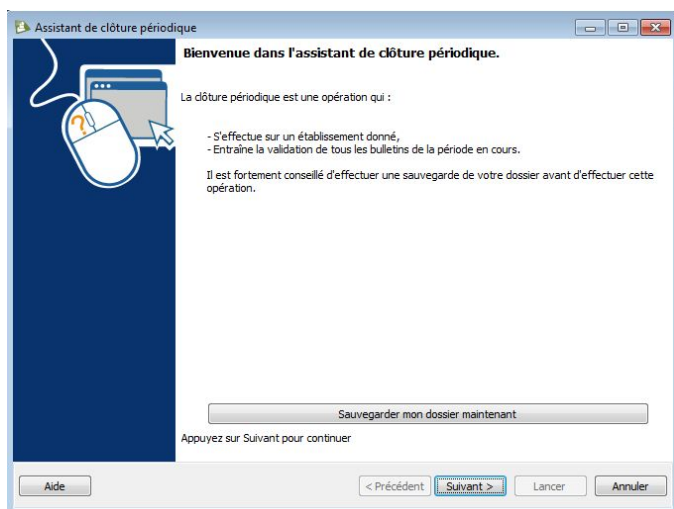 Assistant de clôture périodique
Bienvenue dans l'assistant de clôture périodique.
La clôture périodique est une opération qui :
- S'effectue sur un établissement donné,
- Entraîne la validation de tous les bulletins de la période en cours.
Il est fortement conseillé d'effectuer une sauvegarde de votre dossier avant d'effectuer cette
opération.
?
Sauvegarder mon dossier maintenant
Appuyez sur Suivant pour continuer
Aide
< Précédent
Suivant >
Lancer
Annuler